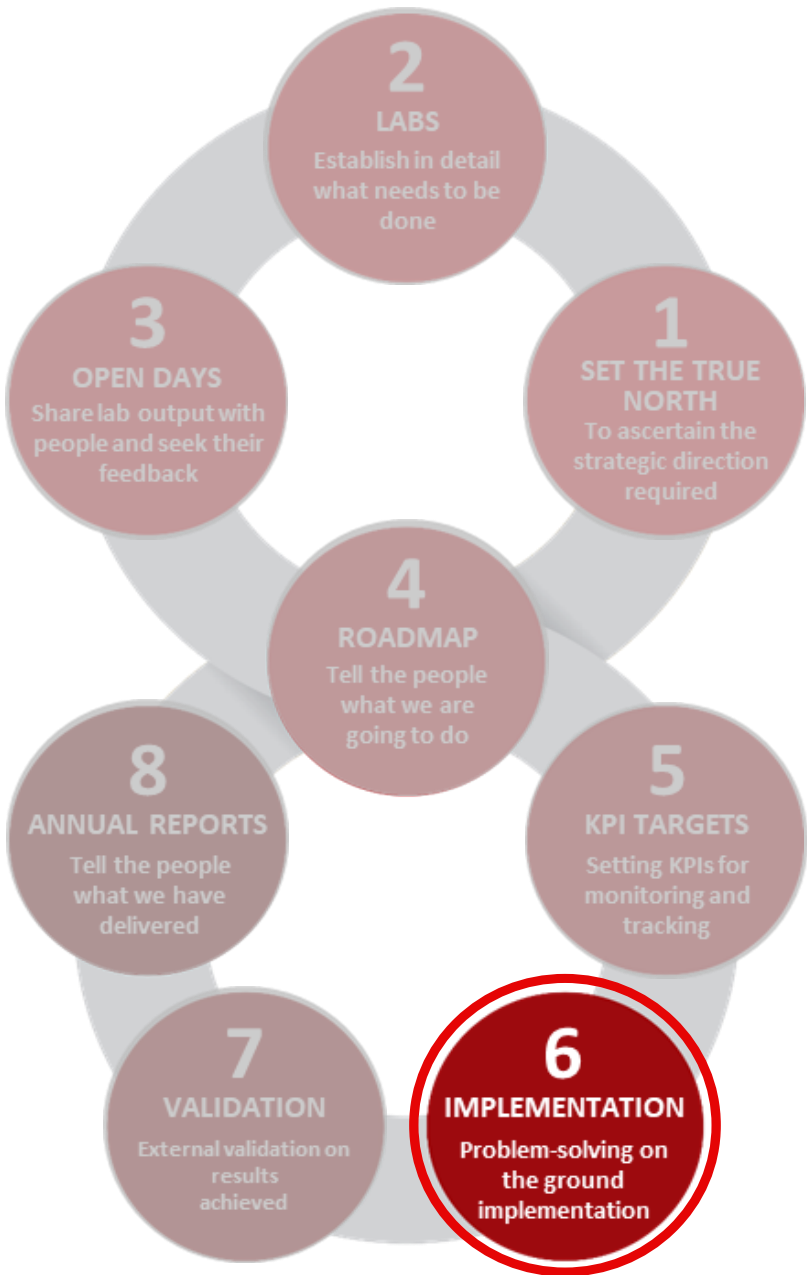 2
LABS
Establish in detail
what needs to be
done
3
OPEN DAYS
Share lab output with
people and seek their
feedback
1
SET THE TRUE
NORTH
To ascertain the
strategic direction
required
4
ROADMAP
Tell the people
what we are
going to do
8
ANNUAL REPORTS
Tell the people
what we have
delivered
5
KPI TARGETS
Setting KPIs for
monitoring and
tracking
7
VALIDATION
External validation on
results
achieved
6
IMPLEMENTATION
Problem-solving on
the ground
implementation